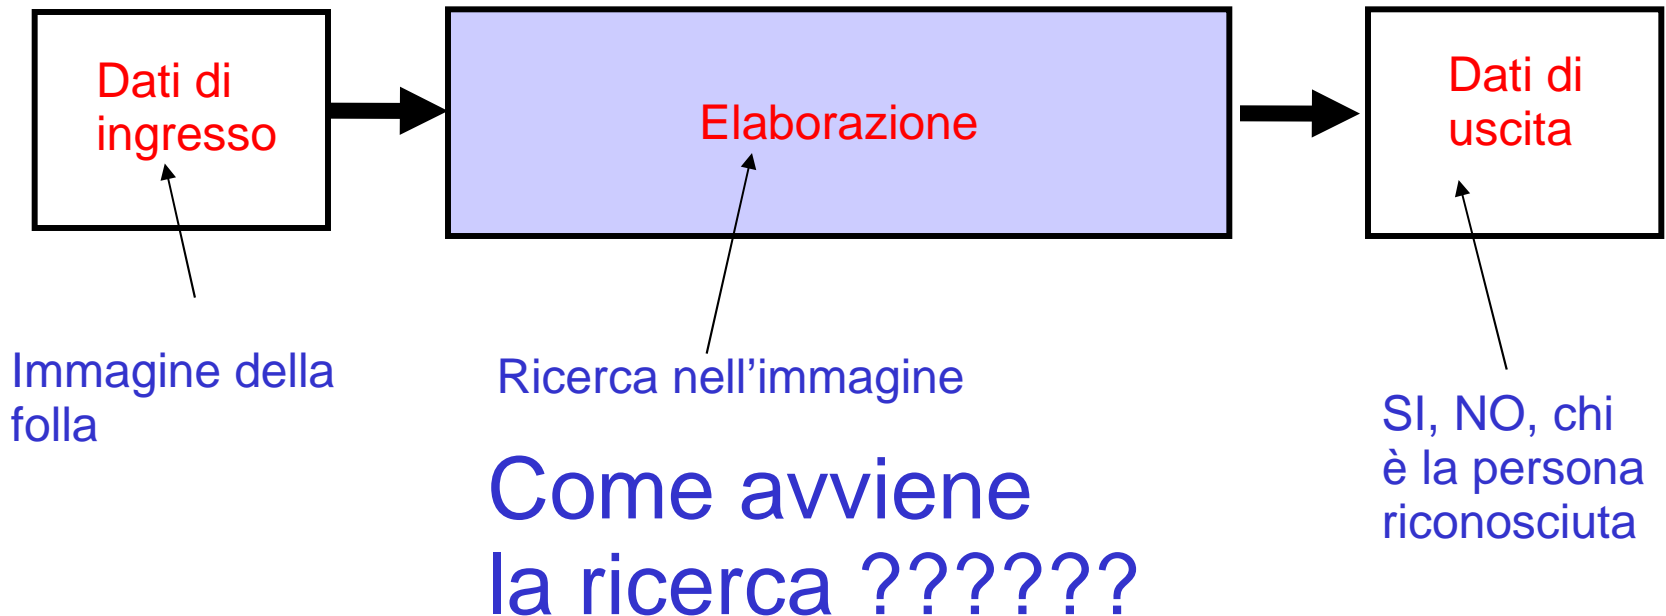 Dati di
ingresso
Elaborazione
Dati di
uscita
Immagine della
folla
Ricerca nell’immagine
SI, NO, chi
è la persona
riconosciuta
Come avviene
la ricerca ??????